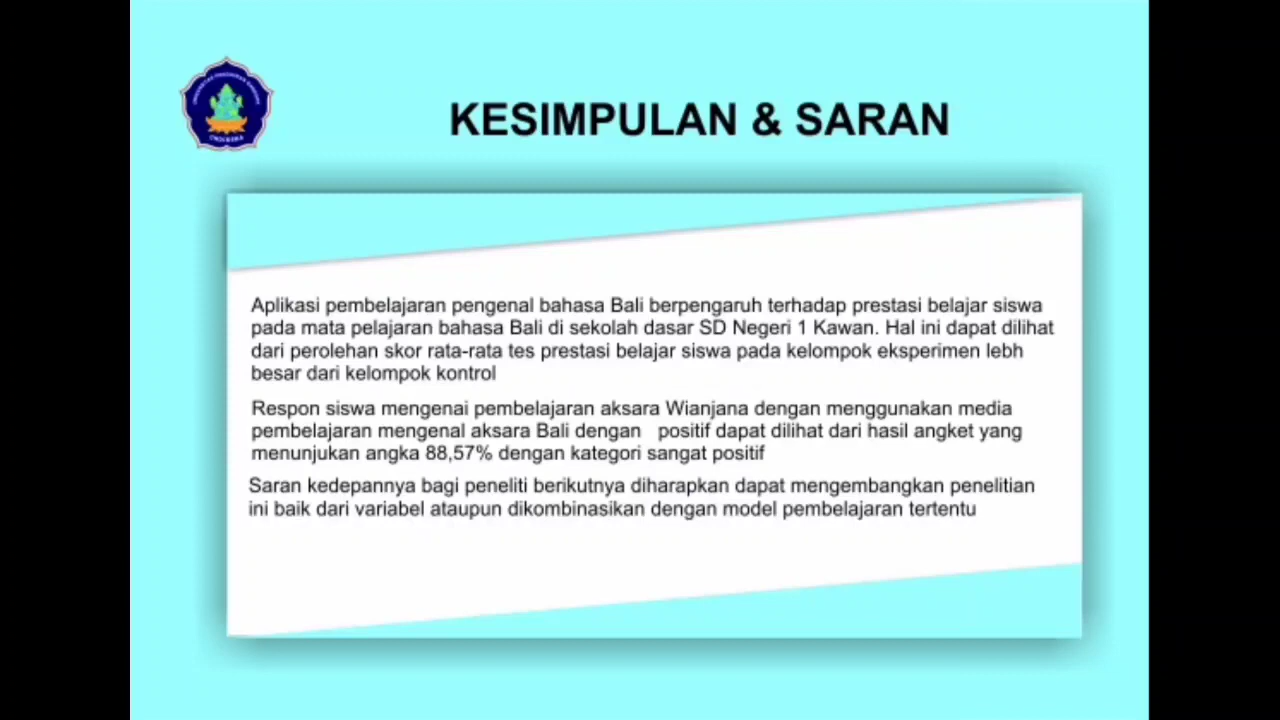 UNIVERSITAS PENDIDIKAN GANESHA
UNDIKSHA
KESIMPULAN & SARAN
Aplikasi pembelajaran pengenal bahasa Bali berpengaruh terhadap prestasi belajar siswa
pada mata pelajaran bahasa Bali di sekolah dasar SD Negeri 1 Kawan. Hal ini dapat dilihat
dari perolehan skor rata-rata tes prestasi belajar siswa pada kelompok eksperimen lebh
besar dari kelompok kontrol
Respon siswa mengenai pembelajaran aksara Wianjana dengan menggunakan media
pembelajaran mengenal aksara Bali dengan positif dapat dilihat dari hasil angket yang
menunjukan angka 88,57% dengan kategori sangat positif
Saran kedepannya bagi peneliti berikutnya diharapkan dapat mengembangkan penelitian
ini baik dari variabel ataupun dikombinasikan dengan model pembelajaran tertentu